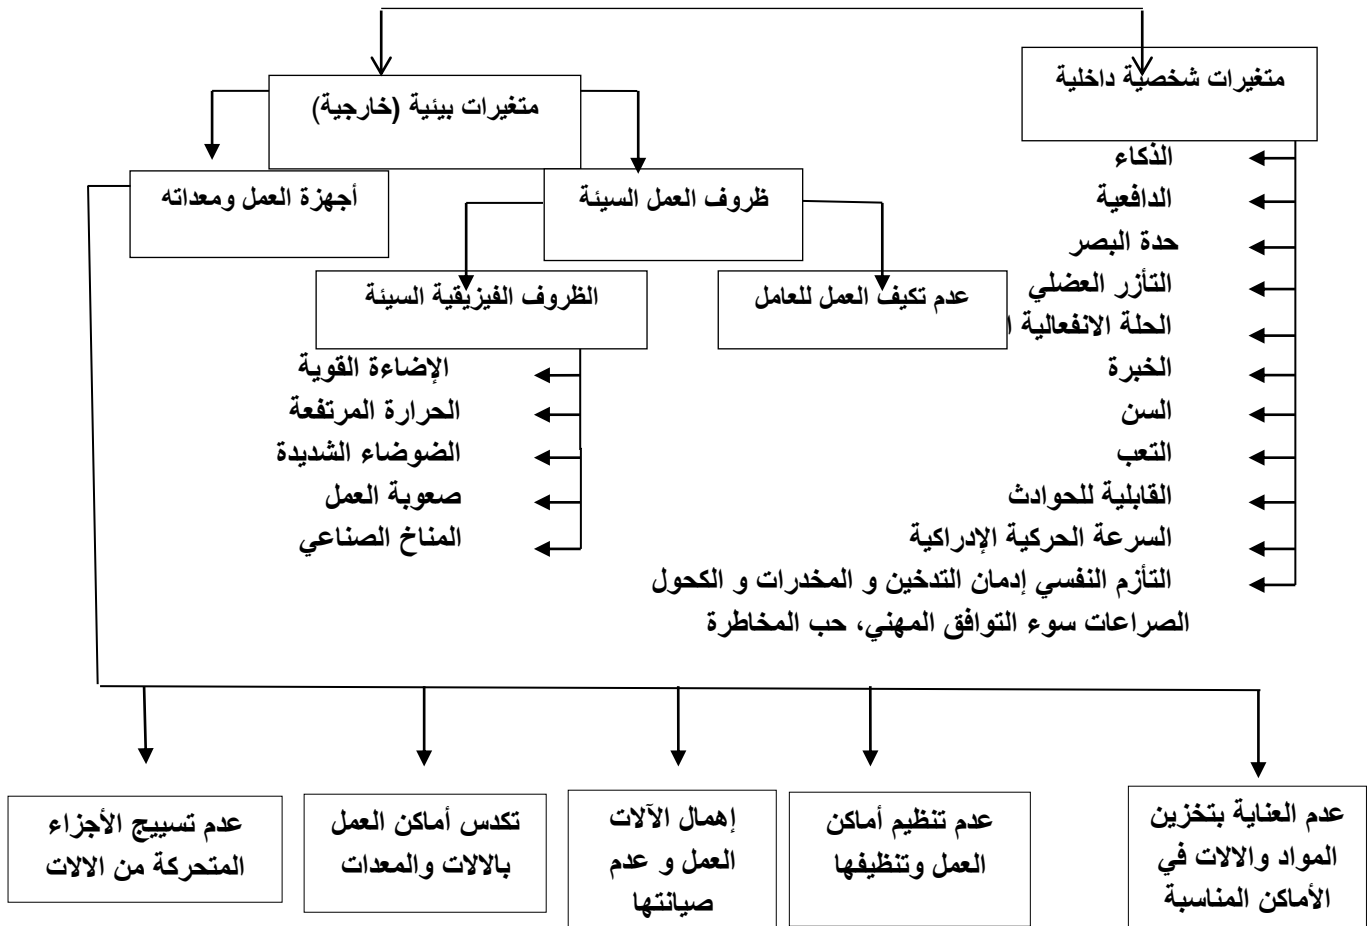 متغيرات شخصية داخلية
متغيرات بيئية (خارجية)
الذكاء
الدافعية
حدة البصر
التأزر العضلي
الحلة الانفعالية
الخبرة
السن
التعب
القابلية للحوادث
السرعة الحركية الإدراكية
التأزم النفسي إدمان التدخين و المخدرات و الكحول
الصراعات سوء التوافق المهني، حب المخاطرة
ظروف العمل السيئة
أجهزة العمل ومعداته
عدم تكيف العمل للعامل
الظروف الفيزيقية السيئة
الإضاءة القوية
الحرارة المرتفعة
الضوضاء الشديدة
صعوبة العمل
المناخ الصناعي
عدم العناية بتخزين
المواد والالات في
الأماكن المناسبة
عدم تنظيم أماكن
العمل وتنظيفها
إهمال الآلات
العمل و عدم
صيانتها
تكدس أماكن العمل
بالالات والمعدات
عدم تسييج الأجزاء
المتحركة من الالات